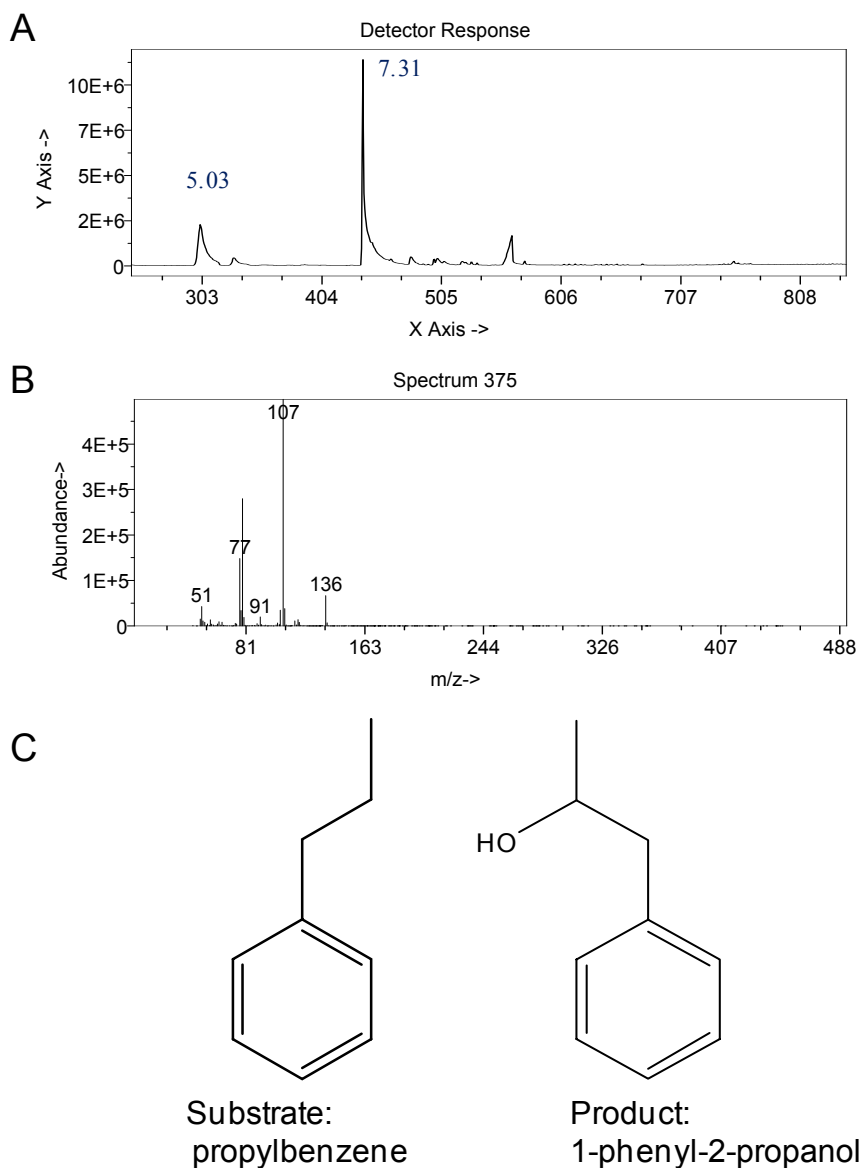 A
Detector Response
10E+6
7E+6
5E+6
2E+6
0
Y Axis ->
5.03
7.31
303 404 505 606 707 808
X Axis ->
B
Spectrum 375
4E+5
3E+5
2E+5
1E+5
0
Abundance->
107
77
51
91
136
81 163 244 326 407 488
m/z->
C
HO
Substrate:
propylbenzene
Product:
1-phenyl-2-propanol